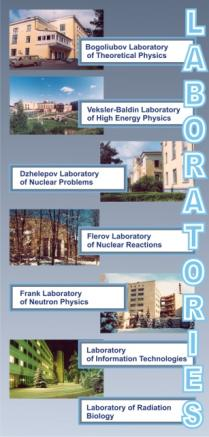 LABORATORIES
Bogoliubov Laboratory
of Theoretical Physics
Veksler-Baldin Laboratory
of High Energy Physics
Dzhelepov Laboratory
of Nuclear Problems
Flerov Laboratory
of Nuclear Reactions
Frank Laboratory
of Neutron Physics
Laboratory
of Information Technologies
Laboratory of Radiation
Biology